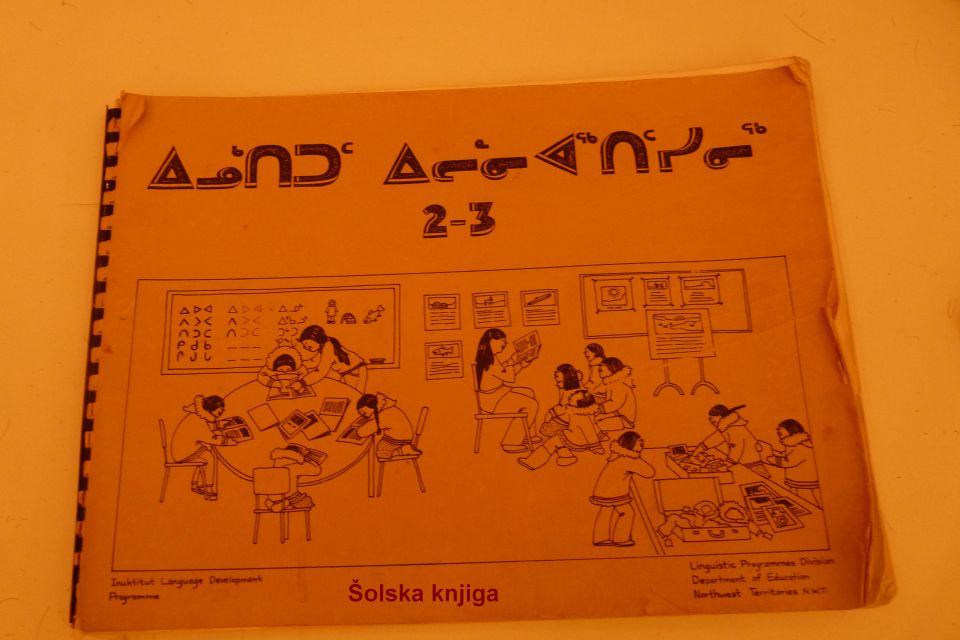 ᐃᓄᒃᑎᑐᑦ ᐃᓕᓐᓂᐊᖅᑎᑦᓯᓂᖅ
2-3
ᐃ ᐅ ᐊ ᐃ ᐅ ᐊ
ᐱ ᐳ ᐸ ᐱ ᐳ ᐸ
ᑎ ᑐ ᑕ ᑎ ᑐ ᑕ
ᑭ ᑯ ᑲ
ᒋ ᒍ ᒐ
Inuktitut Language Development
Programme
Šolska knjiga
Linguistic Programmes Division
Department of Education
Northwest Territories N.W.T.